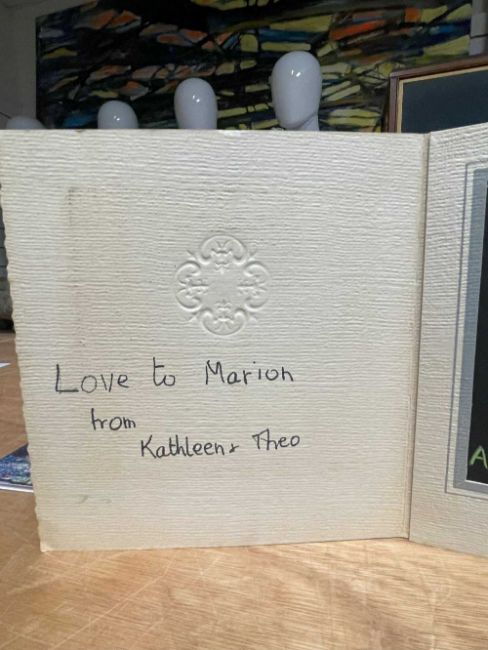 Love to Marion
from
Kathleen & Theo
A